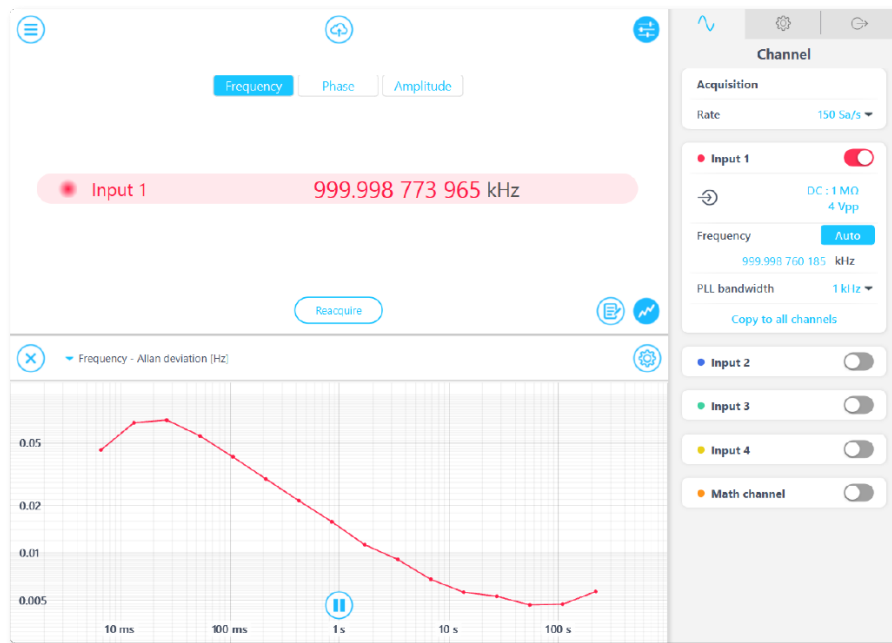 Frequency
Phase
Amplitude
Input 1 999.998 773 965 kHz
Reacquire
Frequency - Allan deviation [Hz]
0.05
0.02
0.01
0.005
10 ms 100 ms 1 s 10 s 100 s
Channel
Acquisition
Rate 150 Sa/s
Input 1
DC : 1 MΩ
4 Vpp
Frequency Auto
999.998 760 185 kHz
PLL bandwidth 1 kHz
Copy to all channels
Input 2
Input 3
Input 4
Math channel